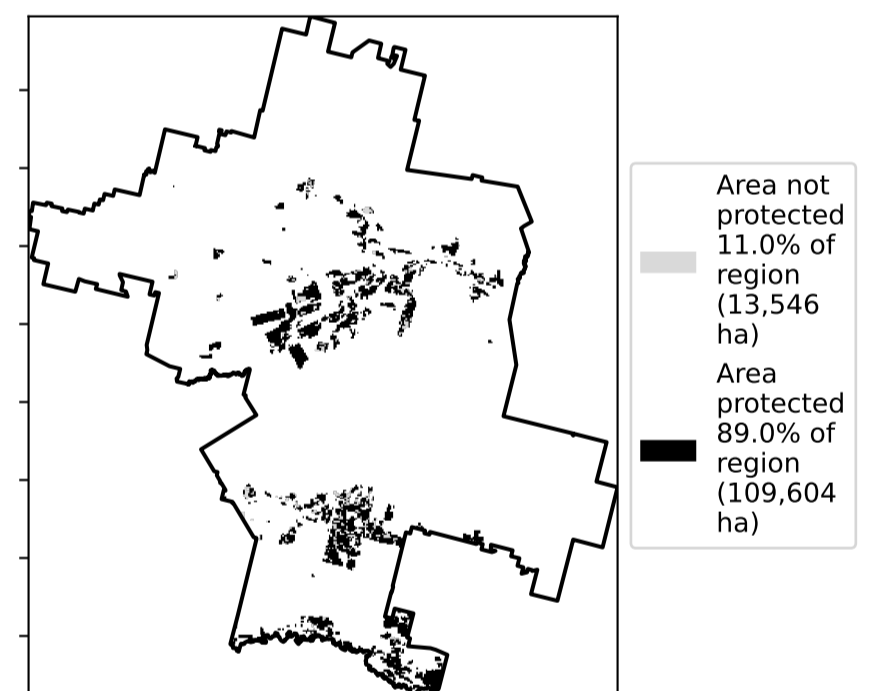 Area not
protected
11.0% of
region
(13,546
ha)
Area
protected
89.0% of
region
(109,604
ha)